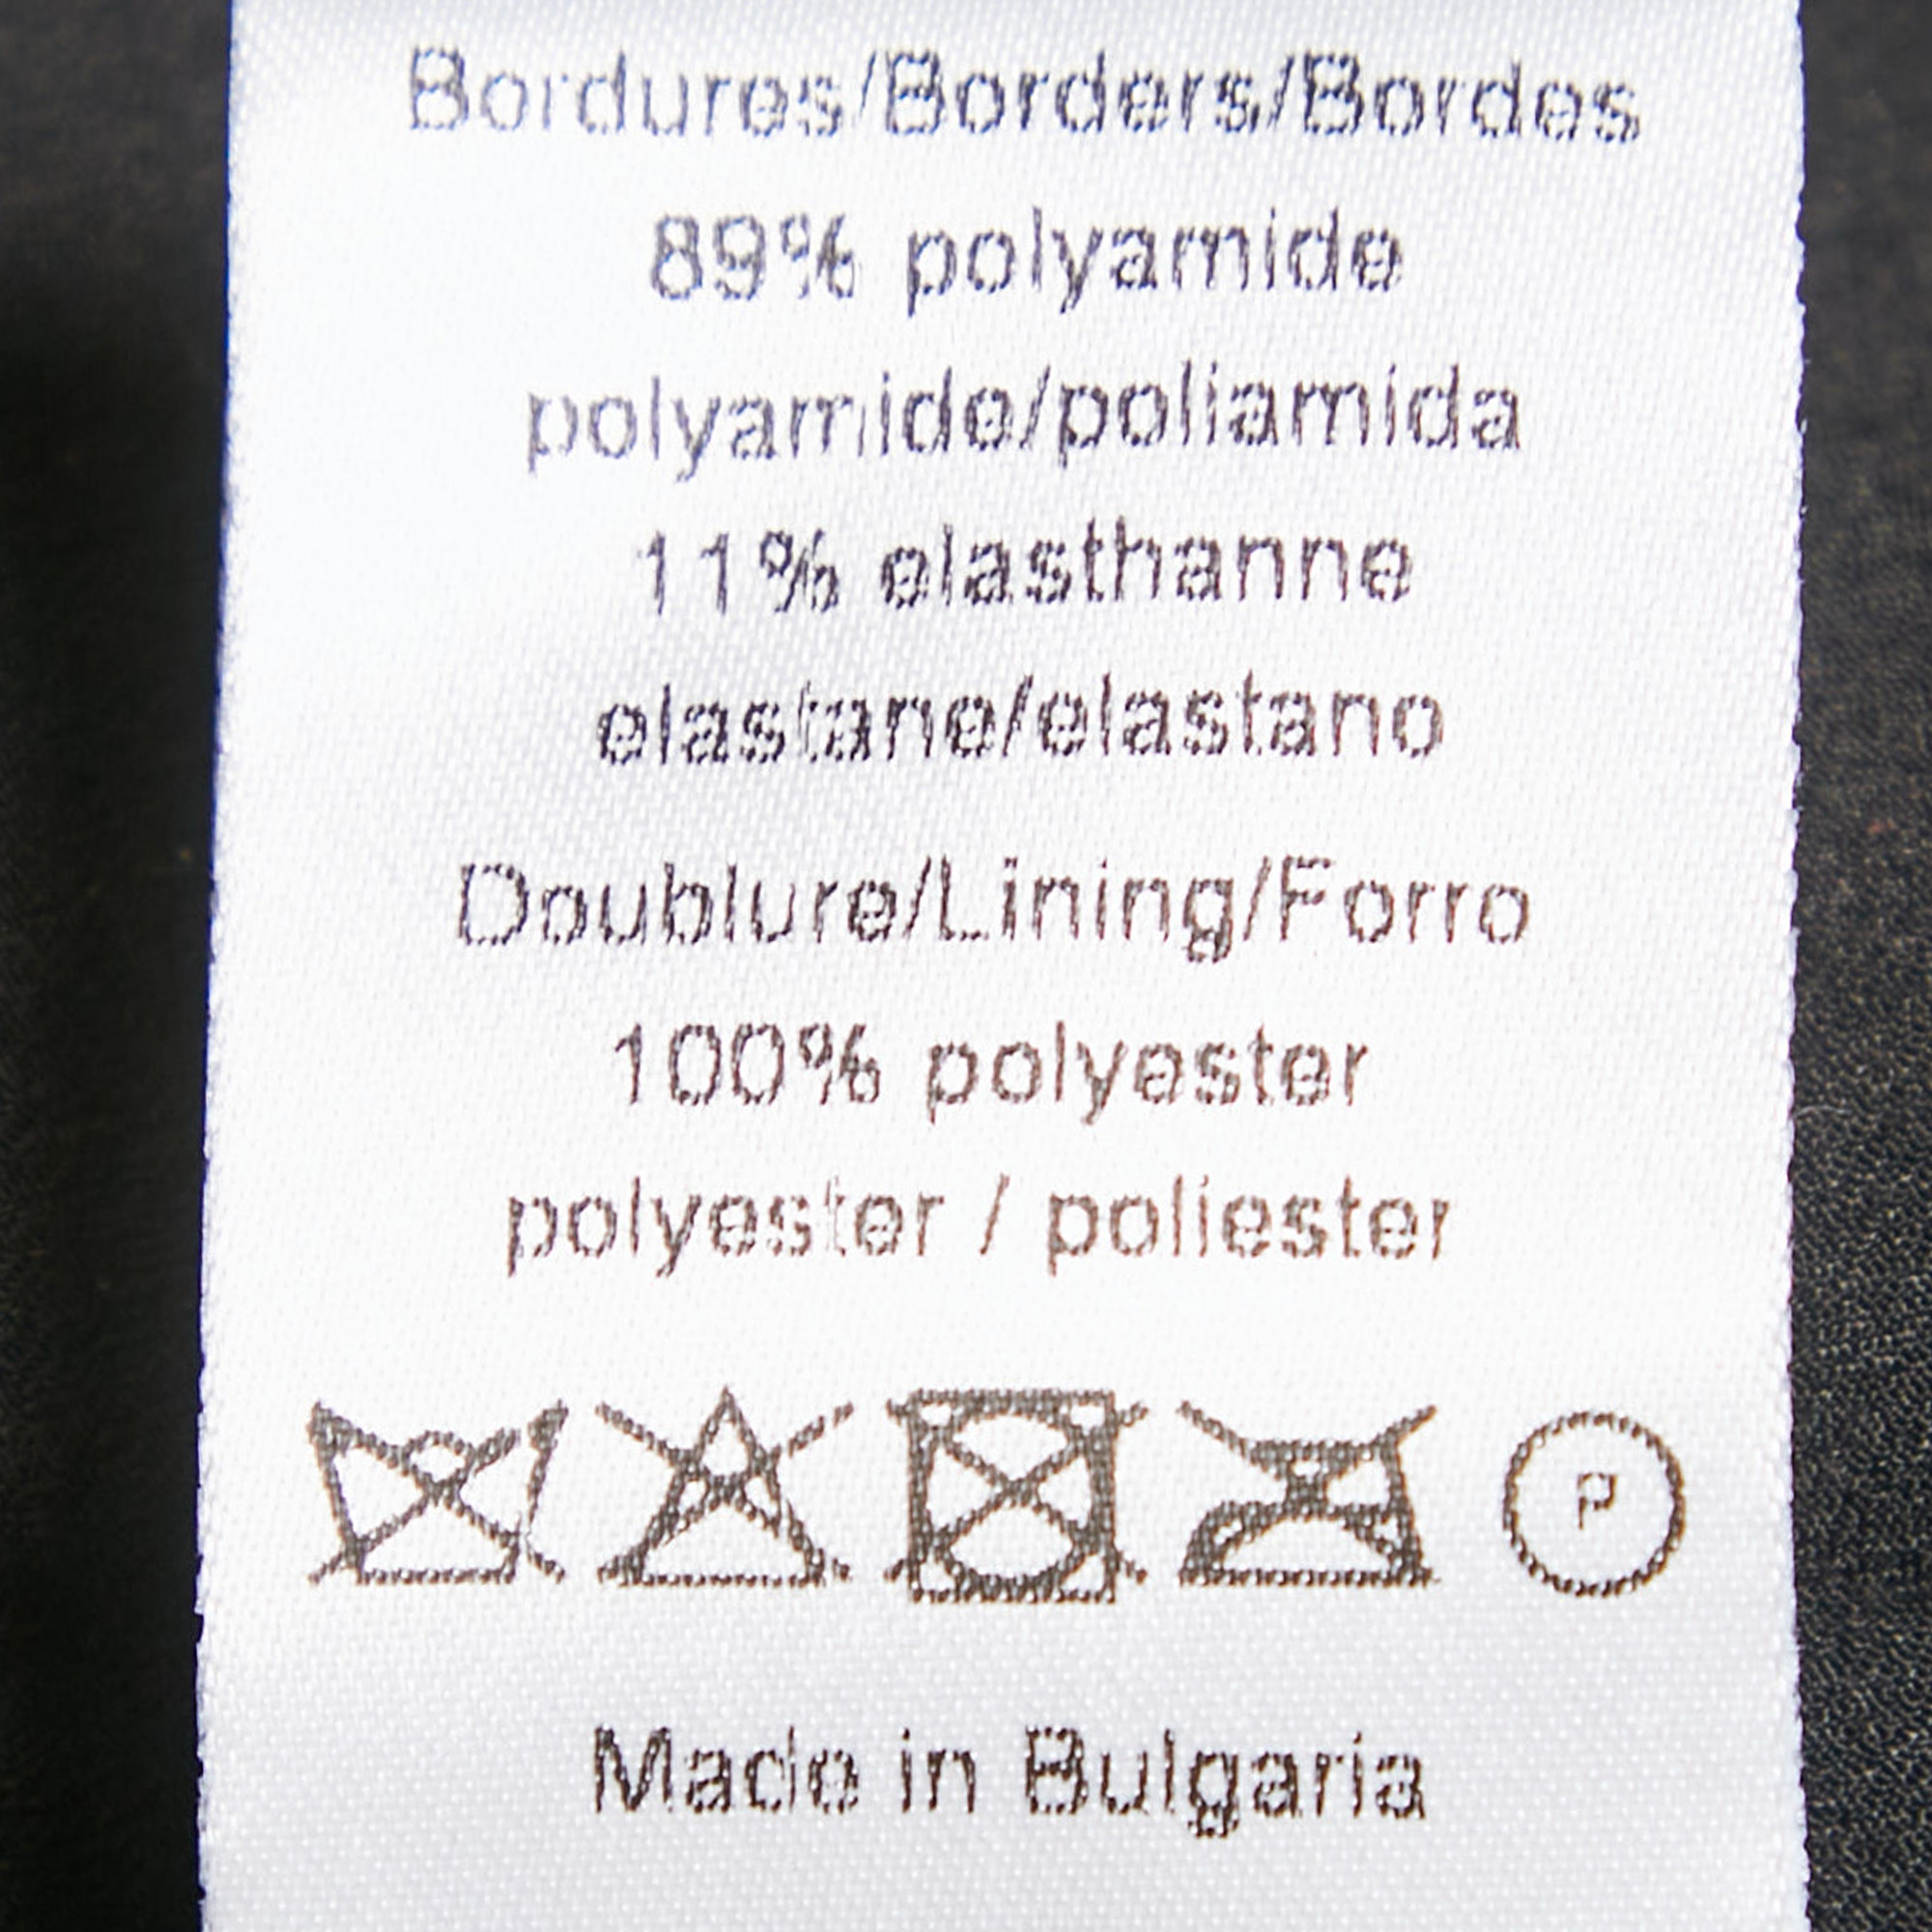 Bordures/Borders/Bordes
89% polyamide
polyamide/poliamida
11% elasthanne
elastane/elastano
Doublure/Lining/Forro
100% polyester
polyester / poliester
P
Made in Bulgaria